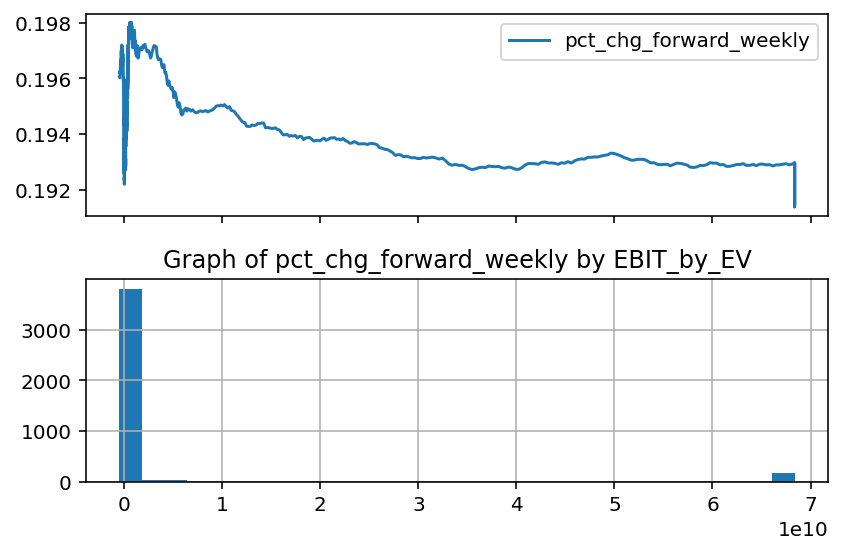 0.198
0.196
0.194
0.192
pct_chg_forward_weekly
Graph of pct_chg_forward_weekly by EBIT_by_EV
3000
2000
1000
0
0 1 2 3 4 5 6 7
1e10